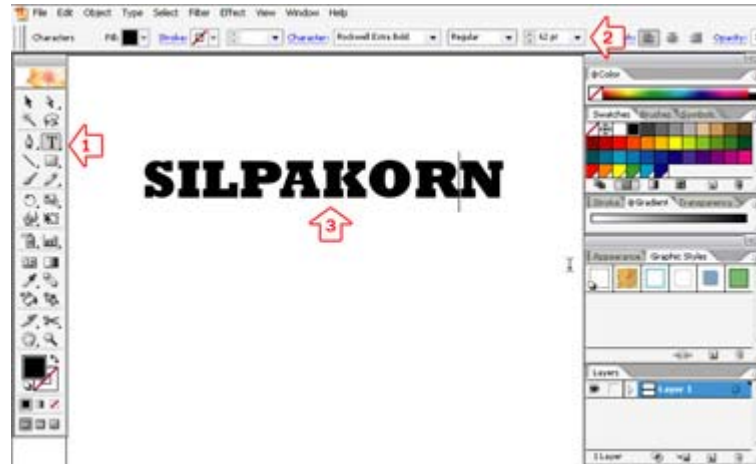 File Edit Object Type Select Filter Effect View Window Help
Characters Fill: Stroke: Character: Rockwell Extra Bold Regular 62 pt 2 Opacity:
Color
1
Swatches Brushes Symbols
SILPAKORN
3
Stroke Gradient Transparency
Appearance Graphic Styles
Layers
Layer 1
1 Layer